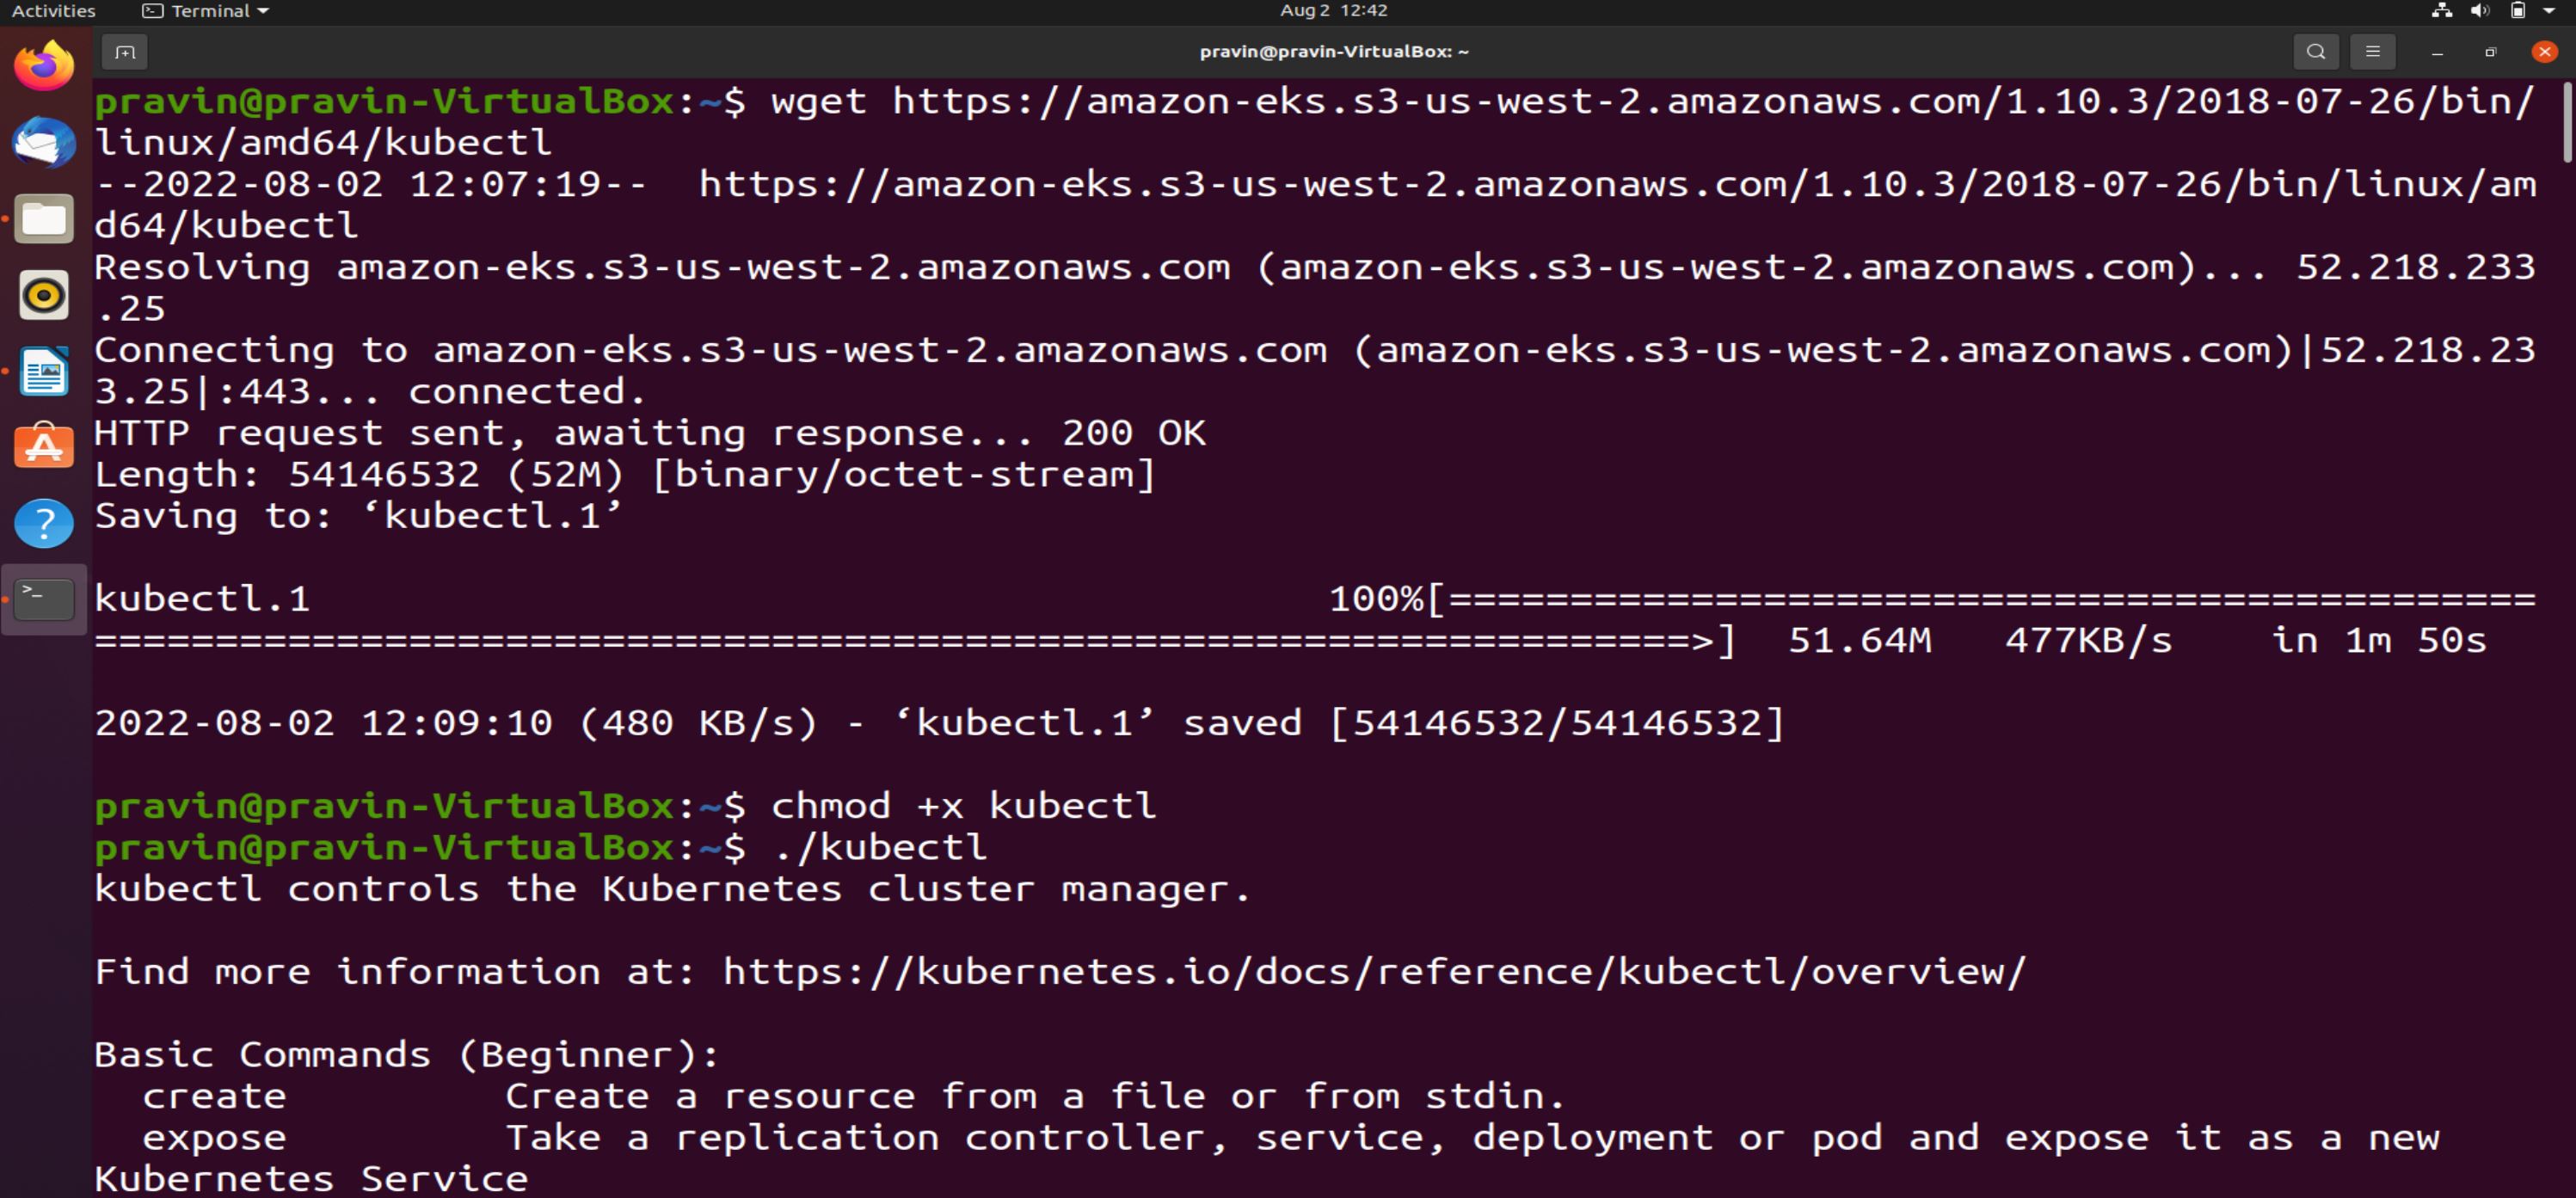 Activities Terminal Aug 2 12:42
pravin@pravin-VirtualBox: ~
pravin@pravin-VirtualBox:~$ wget https://amazon-eks.s3-us-west-2.amazonaws.com/1.10.3/2018-07-26/bin/
linux/amd64/kubectl
--2022-08-02 12:07:19--  https://amazon-eks.s3-us-west-2.amazonaws.com/1.10.3/2018-07-26/bin/linux/am
d64/kubectl
Resolving amazon-eks.s3-us-west-2.amazonaws.com (amazon-eks.s3-us-west-2.amazonaws.com)... 52.218.233
.25
Connecting to amazon-eks.s3-us-west-2.amazonaws.com (amazon-eks.s3-us-west-2.amazonaws.com)|52.218.23
3.25|:443... connected.
HTTP request sent, awaiting response... 200 OK
Length: 54146532 (52M) [binary/octet-stream]
Saving to: ‘kubectl.1’
kubectl.1 100%[=============================================
==================================================================>] 51.64M 477KB/s in 1m 50s
2022-08-02 12:09:10 (480 KB/s) - ‘kubectl.1’ saved [54146532/54146532]
pravin@pravin-VirtualBox:~$ chmod +x kubectl
pravin@pravin-VirtualBox:~$ ./kubectl
kubectl controls the Kubernetes cluster manager.
Find more information at: https://kubernetes.io/docs/reference/kubectl/overview/
Basic Commands (Beginner):
create Create a resource from a file or from stdin.
expose Take a replication controller, service, deployment or pod and expose it as a new
Kubernetes Service